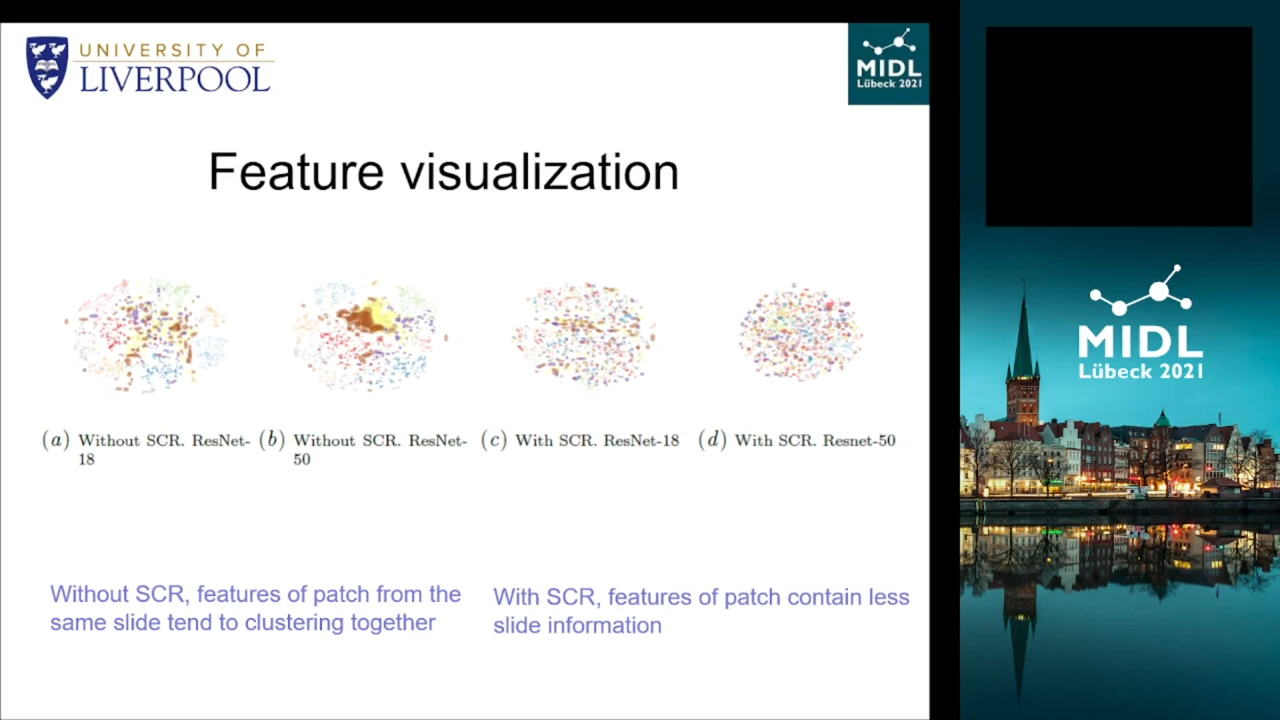 UNIVERSITY OF
LIVERPOOL
MIDL
Lübeck 2021
Feature visualization
(a) Without SCR. ResNet-
18
(b) Without SCR. ResNet-
50
(c) With SCR. ResNet-18
(d) With SCR. Resnet-50
Without SCR, features of patch from the
same slide tend to clustering together
With SCR, features of patch contain less
slide information
MIDL
Lübeck 2021